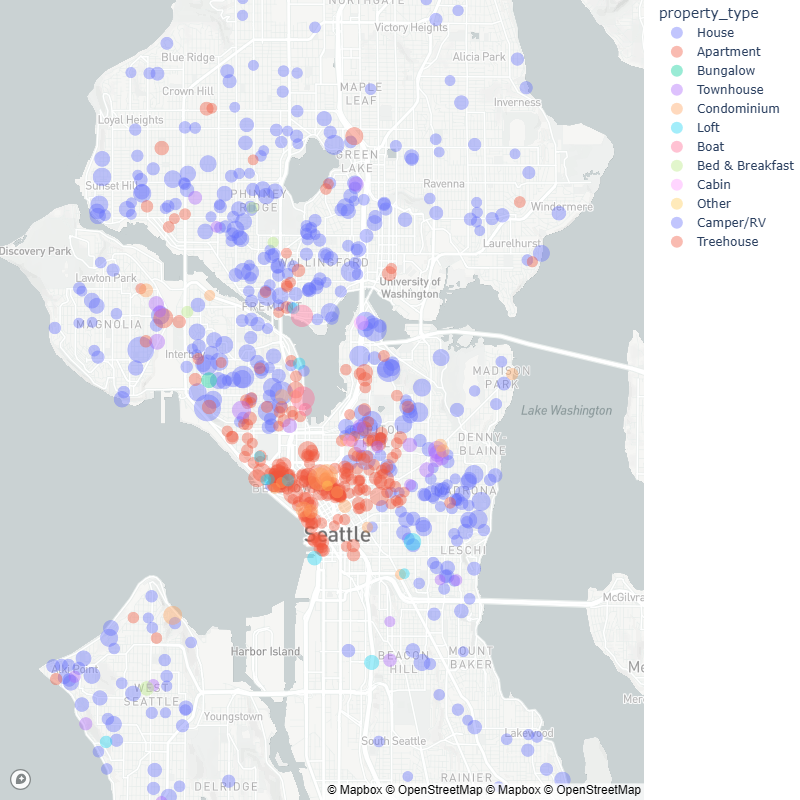 NORTHGATE
Victory Heights
Blue Ridge
Alicia Park
Crown Hill
MAPLE
LEAF
Inverness
Loyal Heights
GREEN
LAKE
Sunset Hill
PHINNEY
RIDGE
Ravenna
Windermere
Laurelhurst
Discovery Park
WALLINGFORD
Lawton Park
University of
Washington
FREMONT
MAGNOLIA
Interbay
MADISON
PARK
Lake Washington
CAPITOL
DENNY-
BLAINE
MADRONA
Seattle
LESCHI
McGilvra
Harbor Island
BEACON
HILL
MOUNT
BAKER
Alki Point
WEST
SEATTLE
Me
Mer
Youngstown
South Seattle
Lakewood
DELRIDGE
RAINIER
© Mapbox © OpenStreetMap © Mapbox © OpenStreetMap
property_type
House
Apartment
Bungalow
Townhouse
Condominium
Loft
Boat
Bed & Breakfast
Cabin
Other
Camper/RV
Treehouse